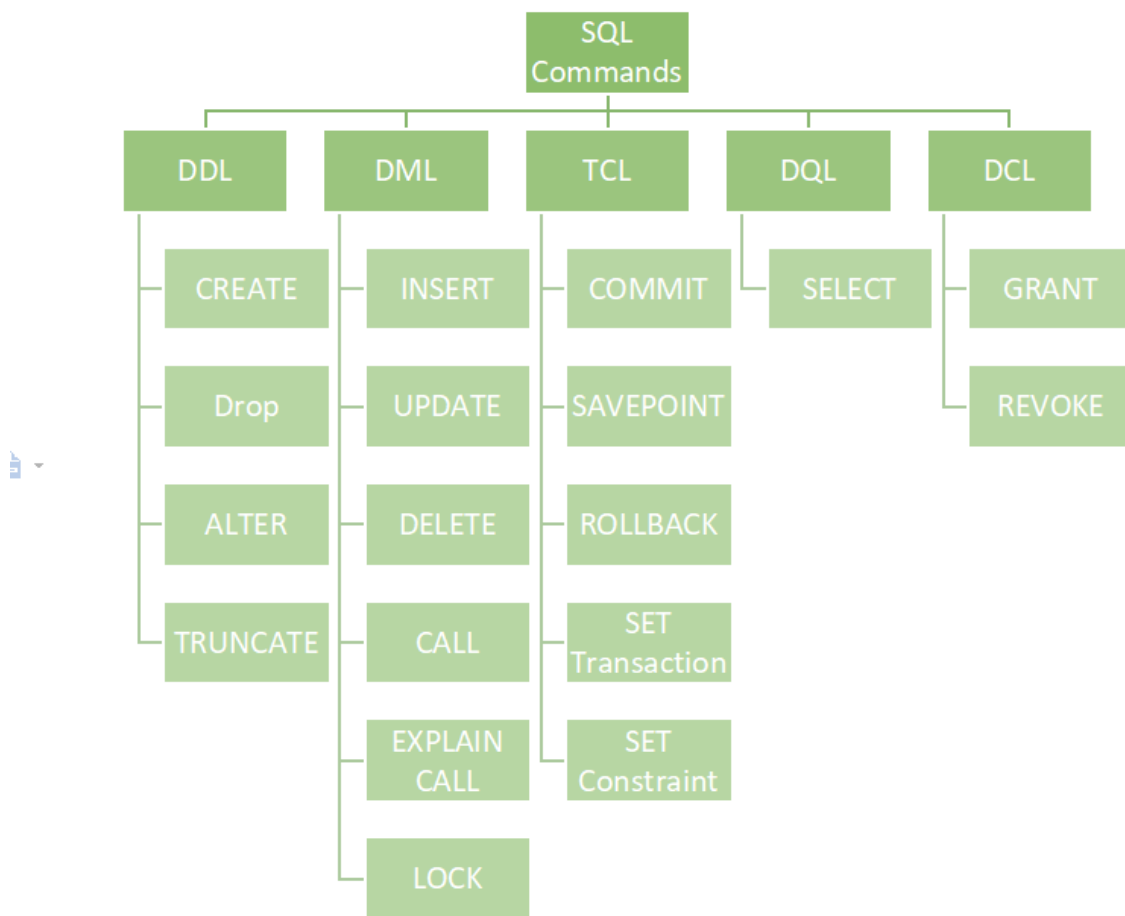 SQL
Commands
DDL
DML
TCL
DQL
DCL
CREATE
INSERT
COMMIT
SELECT
GRANT
Drop
UPDATE
SAVEPOINT
REVOKE
ALTER
DELETE
ROLLBACK
TRUNCATE
CALL
SET
Transaction
EXPLAIN
CALL
SET
Constraint
LOCK